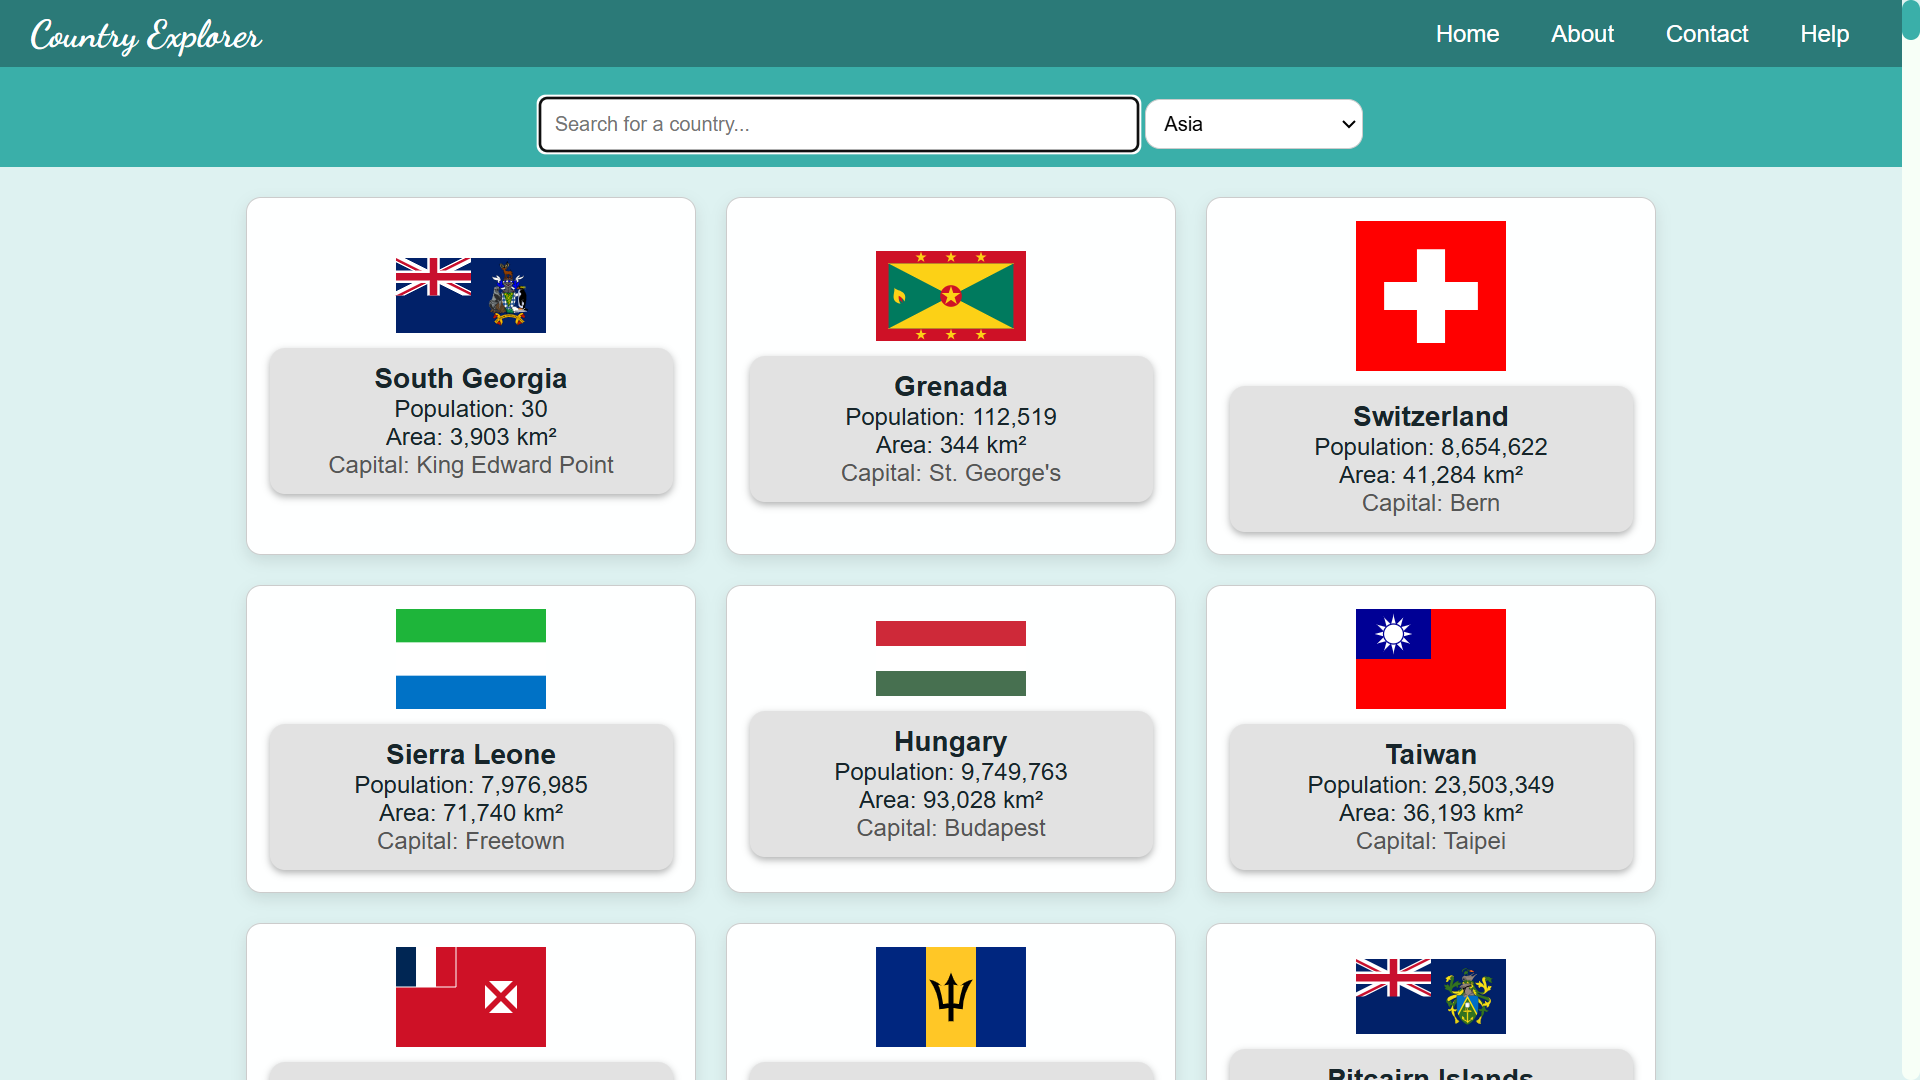 Country Explorer
Home
About
Contact
Help
Search for a country...
Asia
South Georgia
Population: 30
Area: 3,903 km²
Capital: King Edward Point
Grenada
Population: 112,519
Area: 344 km²
Capital: St. George's
Switzerland
Population: 8,654,622
Area: 41,284 km²
Capital: Bern
Sierra Leone
Population: 7,976,985
Area: 71,740 km²
Capital: Freetown
Hungary
Population: 9,749,763
Area: 93,028 km²
Capital: Budapest
Taiwan
Population: 23,503,349
Area: 36,193 km²
Capital: Taipei
Pitcairn Islands